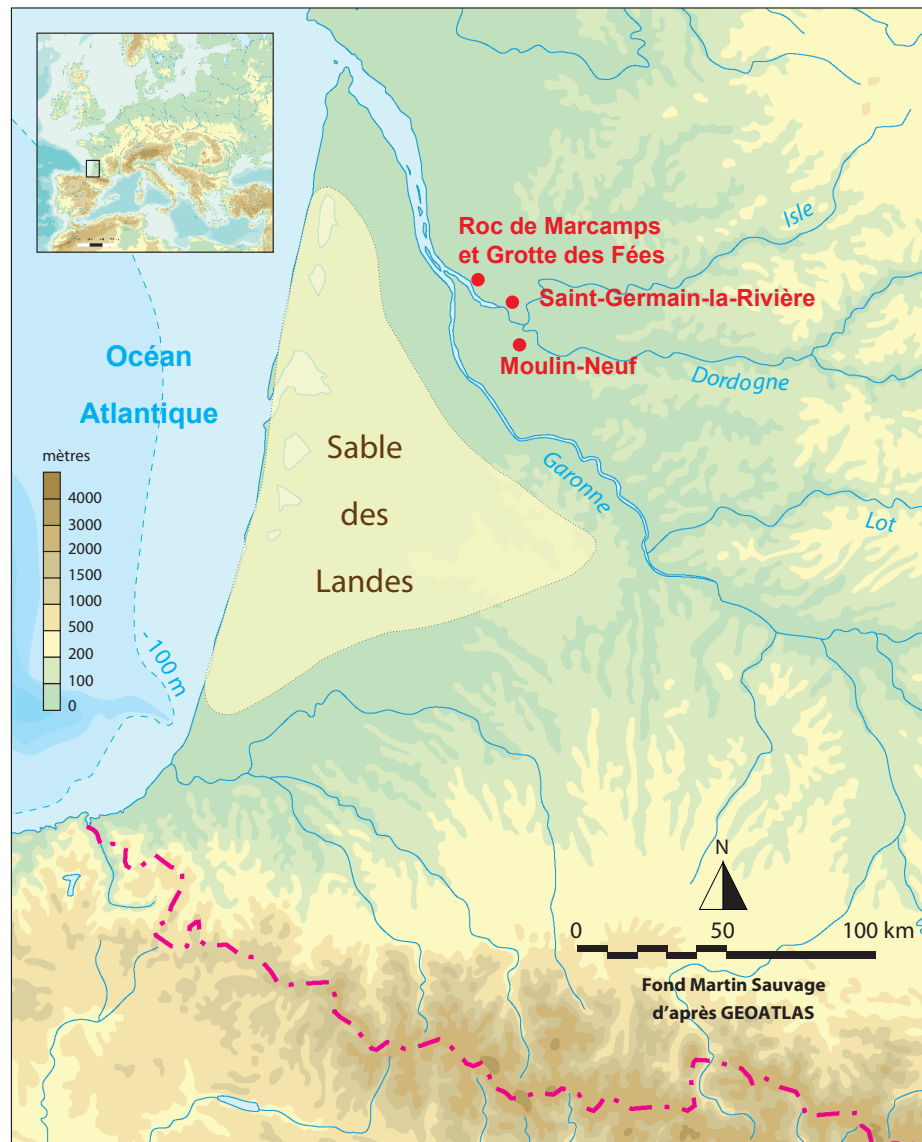 Roc de Marcamps
et Grotte des Fées
Isle
Saint-Germain-la-Rivière
Moulin-Neuf
Dordogne
Océan
Atlantique
mètres
4000
3000
2000
1500
1000
500
200
100
0
Sable
des
Landes
Garonne
Lot
- 100 m
N
0 50 100 km
Fond Martin Sauvage
d'après GEOATLAS